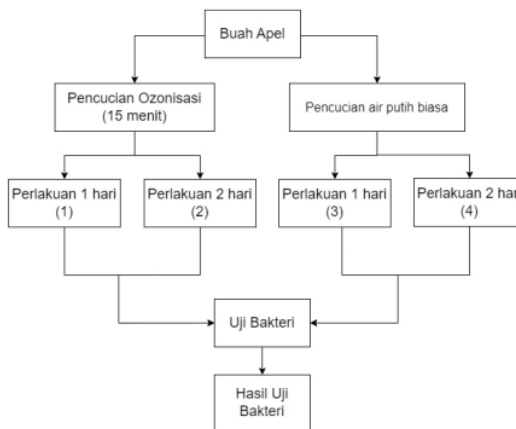 Buah Apel
Pencucian Ozonisasi
(15 menit)
Pencucian air putih biasa
Perlakuan 1 hari
(1)
Perlakuan 2 hari
(2)
Perlakuan 1 hari
(3)
Perlakuan 2 hari
(4)
Uji Bakteri
Hasil Uji
Bakteri